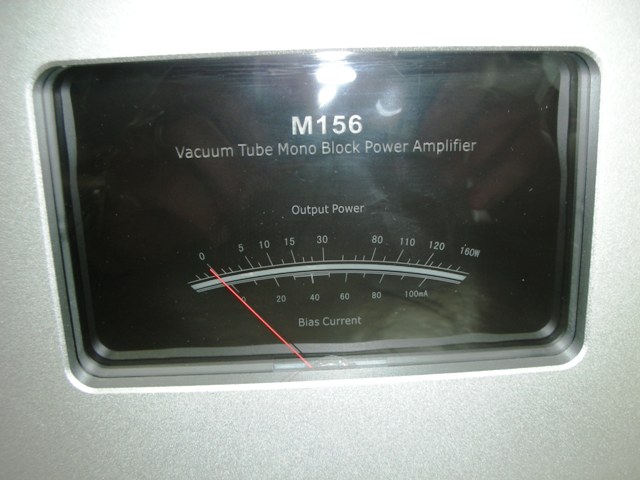 M156
Vacuum Tube Mono Block Power Amplifier
Output Power
0 5 10 15 30 80 110 120 160W
0 20 40 60 80 100mA
Bias Current